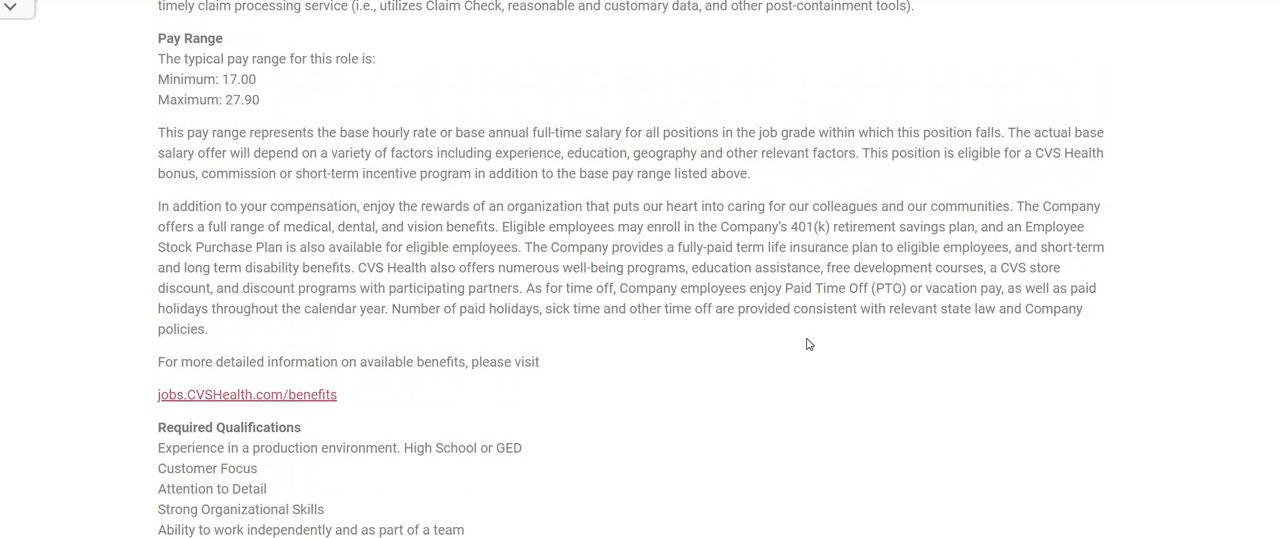 timely claim processing service (i.e., utilizes Claim Check, reasonable and customary data, and other post-containment tools).
Pay Range
The typical pay range for this role is:
Minimum: 17.00
Maximum: 27.90
This pay range represents the base hourly rate or base annual full-time salary for all positions in the job grade within which this position falls. The actual base
salary offer will depend on a variety of factors including experience, education, geography and other relevant factors. This position is eligible for a CVS Health
bonus, commission or short-term incentive program in addition to the base pay range listed above.
In addition to your compensation, enjoy the rewards of an organization that puts our heart into caring for our colleagues and our communities. The Company
offers a full range of medical, dental, and vision benefits. Eligible employees may enroll in the Company’s 401(k) retirement savings plan, and an Employee
Stock Purchase Plan is also available for eligible employees. The Company provides a fully-paid term life insurance plan to eligible employees, and short-term
and long term disability benefits. CVS Health also offers numerous well-being programs, education assistance, free development courses, a CVS store
discount, and discount programs with participating partners. As for time off, Company employees enjoy Paid Time Off (PTO) or vacation pay, as well as paid
holidays throughout the calendar year. Number of paid holidays, sick time and other time off are provided consistent with relevant state law and Company
policies.
For more detailed information on available benefits, please visit
jobs.CVSHealth.com/benefits
Required Qualifications
Experience in a production environment. High School or GED
Customer Focus
Attention to Detail
Strong Organizational Skills
Ability to work independently and as part of a team